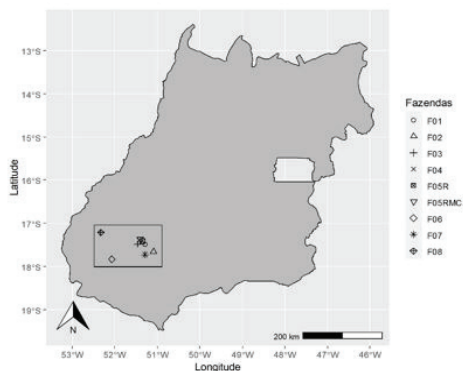 13°S
14°S
15°S
16°S
17°S
18°S
19°S
Latitude
53°W 52°W 51°W 50°W 49°W 48°W 47°W 46°W
Longitude
N
200 km
Fazendas
F01
F02
F03
F04
F05R
F05RMC
F06
F07
F08